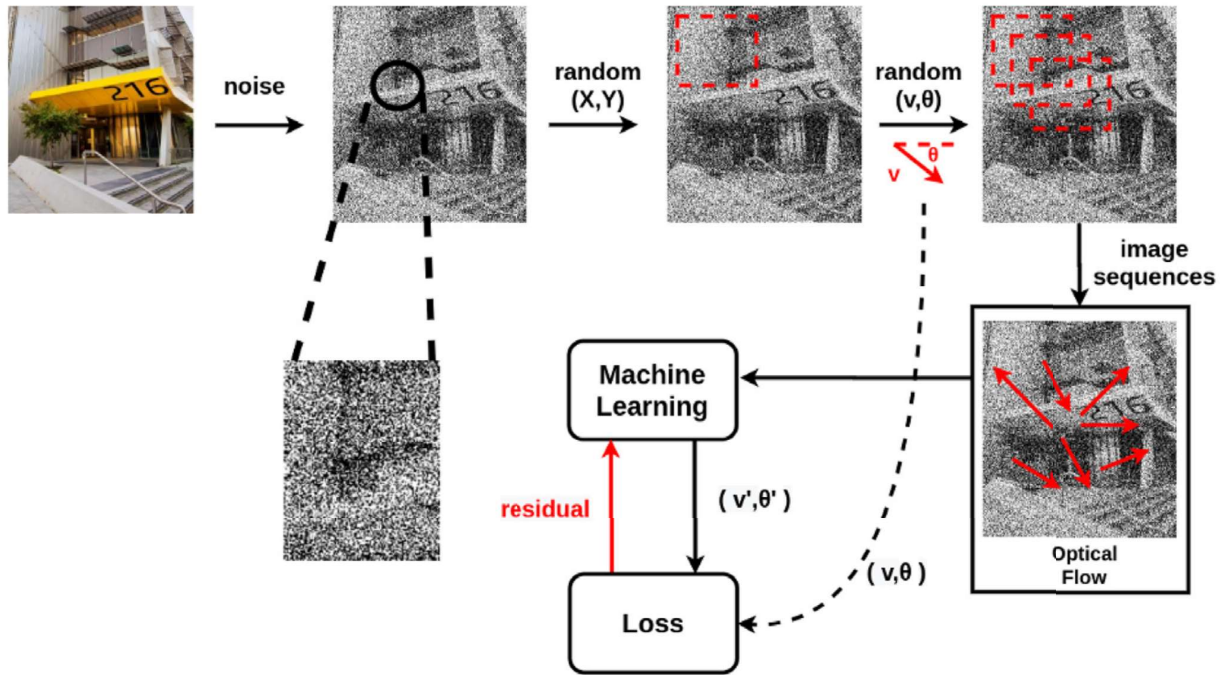 216
noise
216
random
(X,Y)
216
random
(v,θ)
θ
v
216
image
sequences
216
Optical
Flow
Machine
Learning
residual
( v',θ' )
( v,θ )
Loss